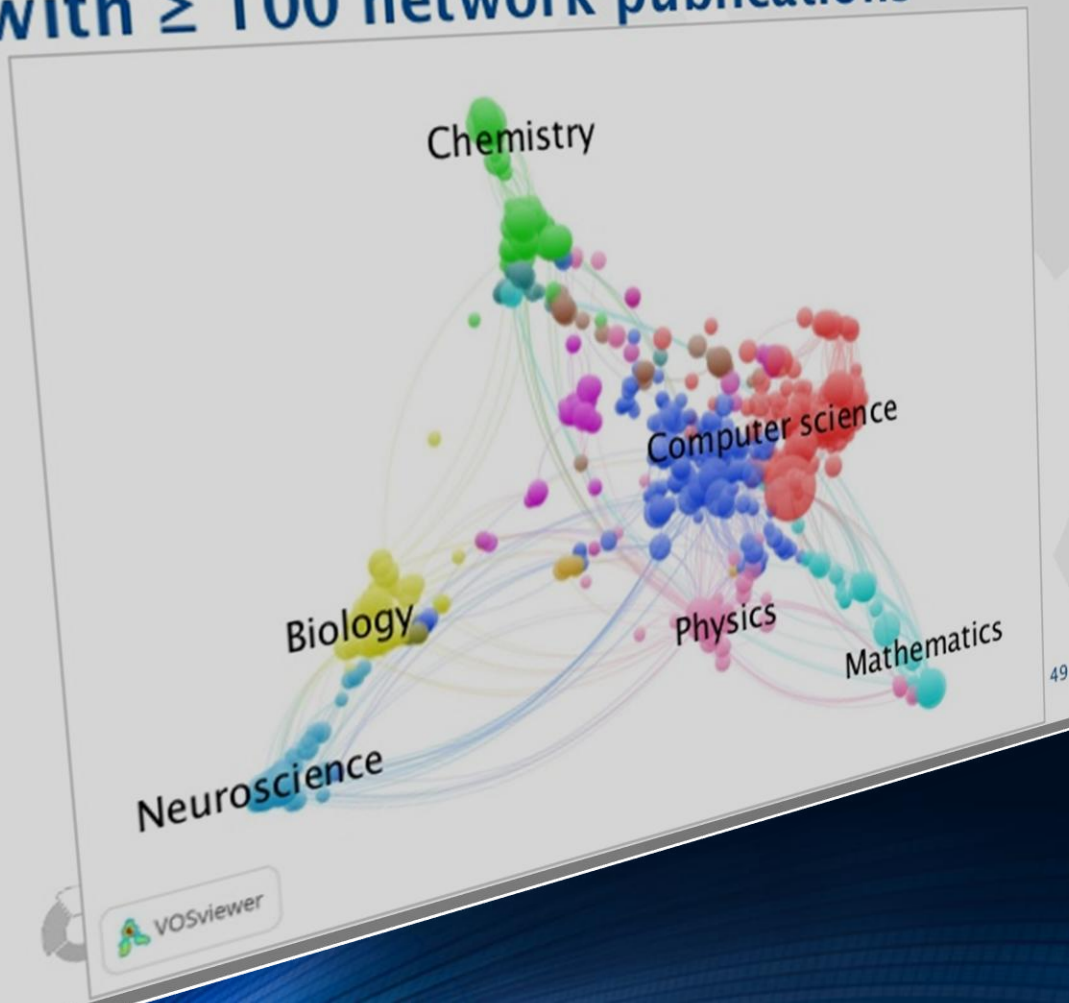 with ≥ 100 network publications
Chemistry
Computer science
Biology
Physics
Mathematics
49
Neuroscience
VOSviewer